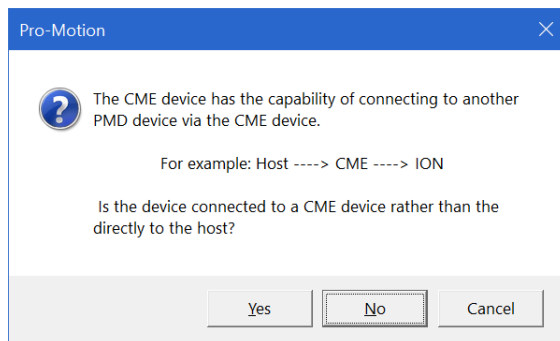 Pro-Motion
The CME device has the capability of connecting to another
PMD device via the CME device.
For example: Host ----> CME ----> ION
Is the device connected to a CME device rather than the
directly to the host?
Yes
No
Cancel